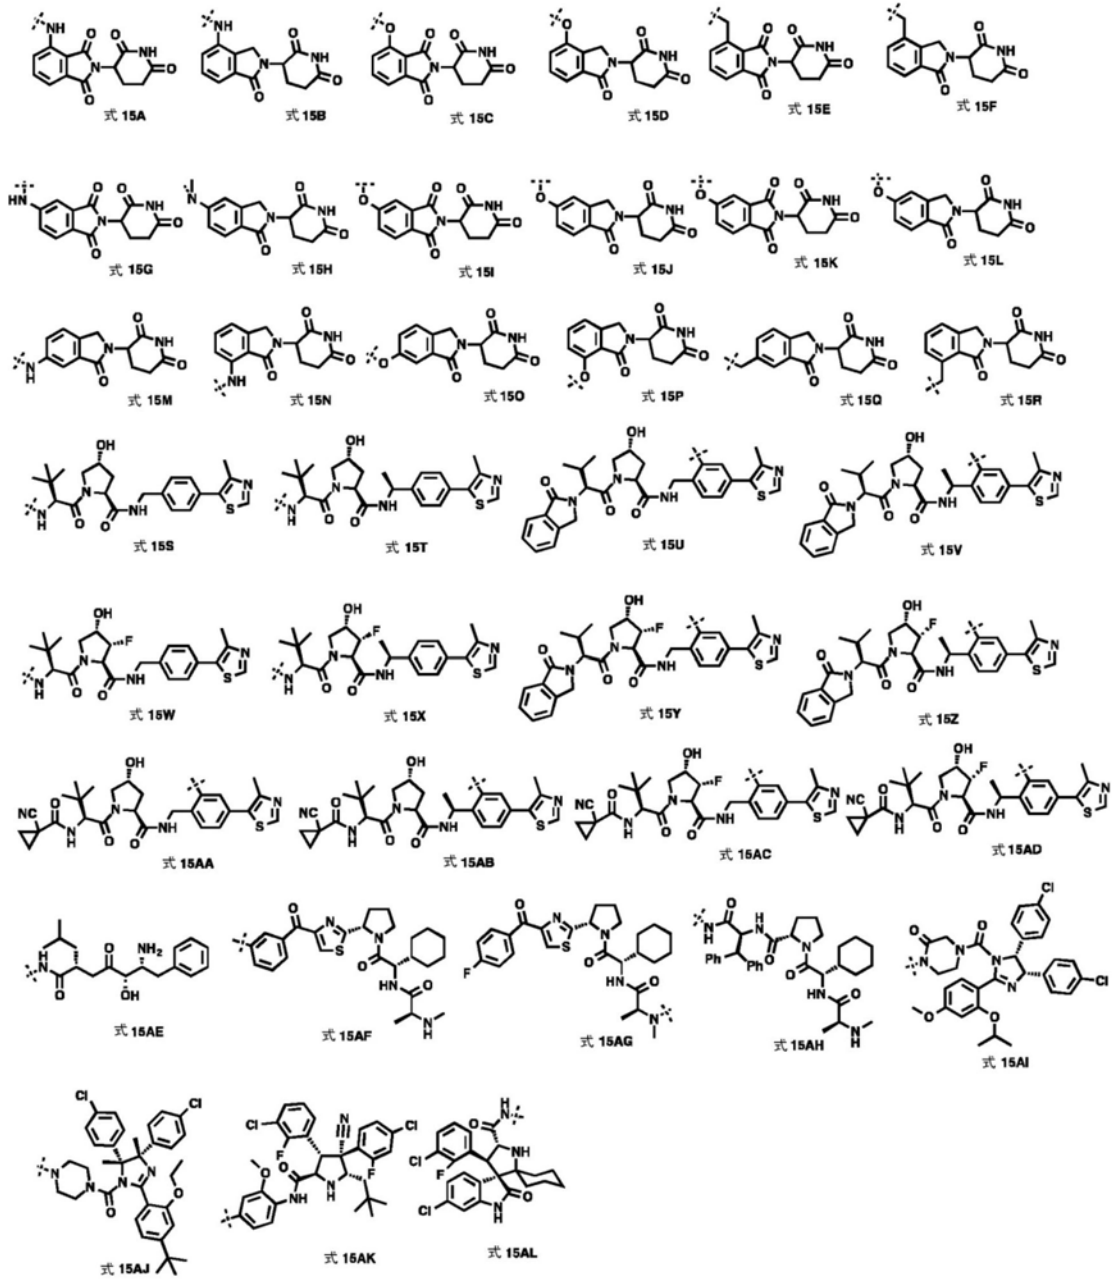 式 15A 式 15B 式 15C 式 15D 式 15E 式 15F
式 15G 式 15H 式 15I 式 15J 式 15K 式 15L
式 15M 式 15N 式 15O 式 15P 式 15Q 式 15R
式 15S 式 15T 式 15U 式 15V
式 15W 式 15X 式 15Y 式 15Z
式 15AA 式 15AB 式 15AC 式 15AD
式 15AE 式 15AF 式 15AG 式 15AH 式 15AI
式 15AJ 式 15AK 式 15AL